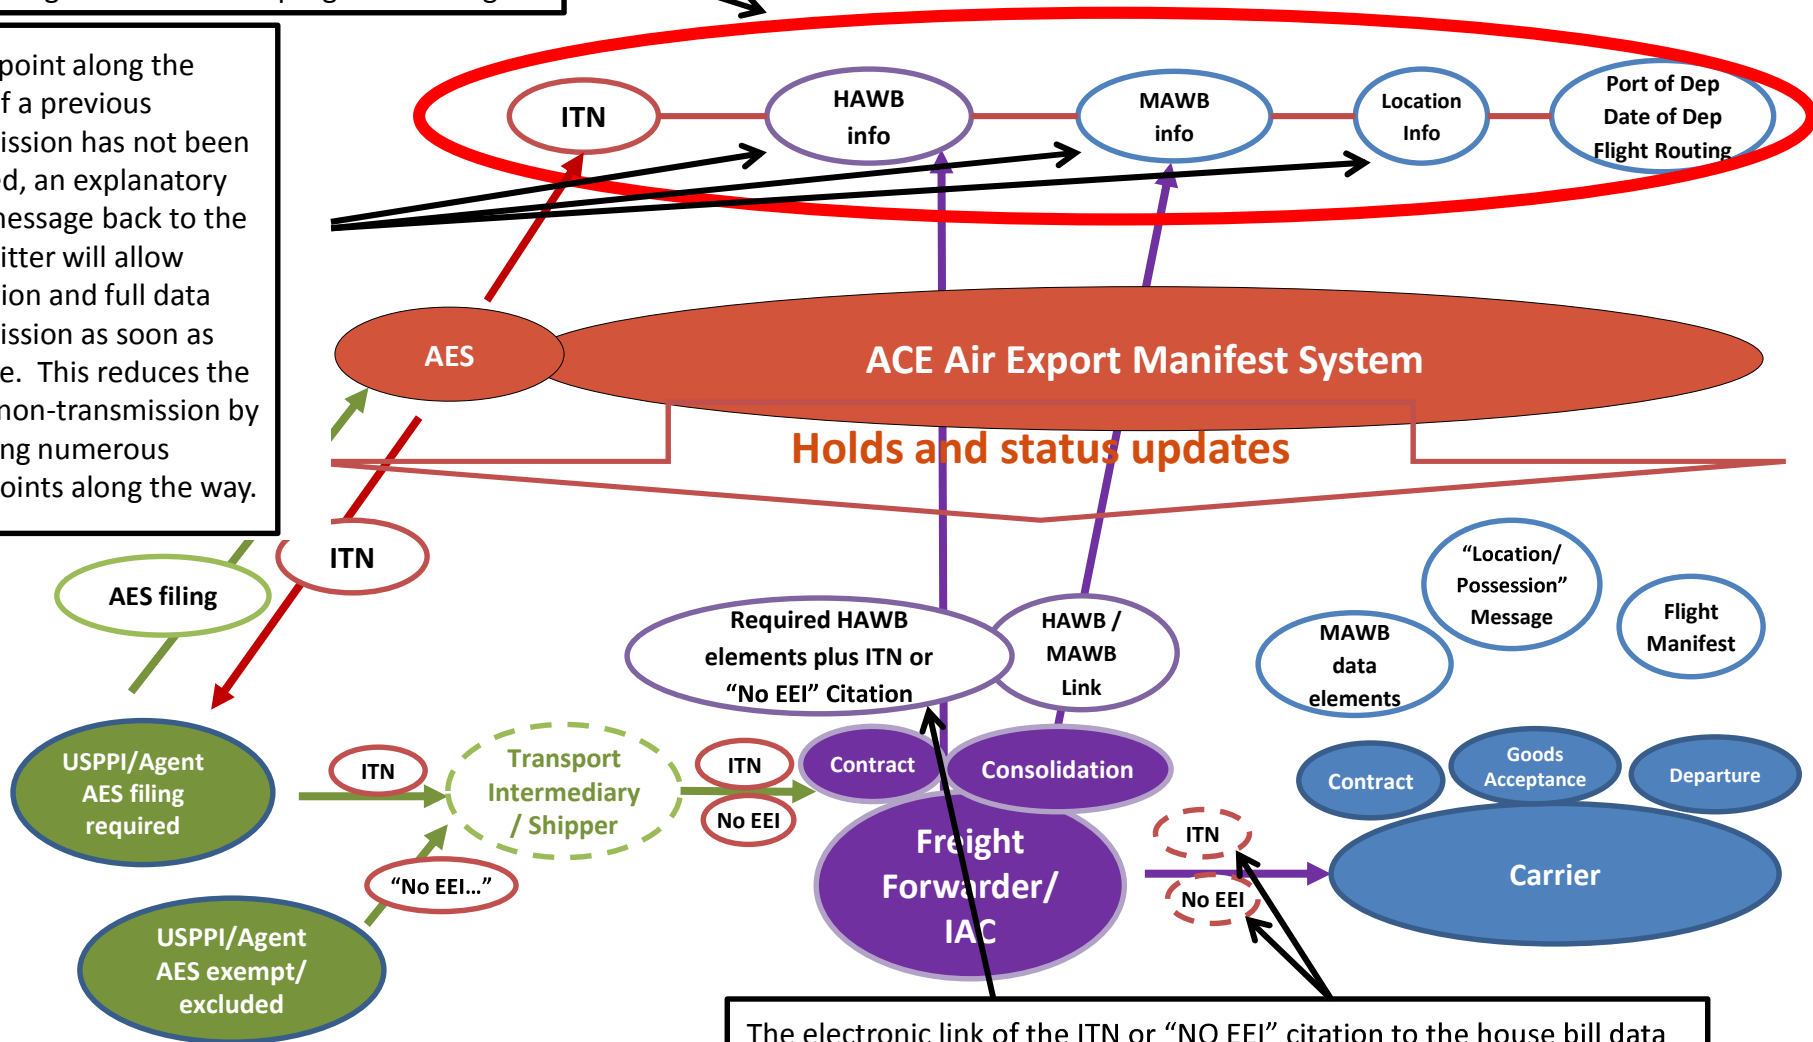 point along the
f a previous
ission has not been
ed, an explanatory
message back to the
itter will allow
ion and full data
ission as soon as
e. This reduces the
non-transmission by
ng numerous
oints along the way.
ITN
HAWB
info
MAWB
info
Location
Info
Port of Dep
Date of Dep
Flight Routing
AES
ACE Air Export Manifest System
Holds and status updates
AES filing
ITN
Required HAWB
elements plus ITN or
“No EEI” Citation
HAWB /
MAWB
Link
MAWB
data
elements
“Location/
Possession”
Message
Flight
Manifest
USPPI/Agent
AES filing
required
ITN
Transport
Intermediary
/ Shipper
ITN
No EEI
Contract
Consolidation
Freight
Forwarder/
IAC
ITN
No EEI
Contract
Goods
Acceptance
Departure
Carrier
“No EEI...”
USPPI/Agent
AES exempt/
excluded
The electronic link of the ITN or “NO EEI” citation to the house bill data